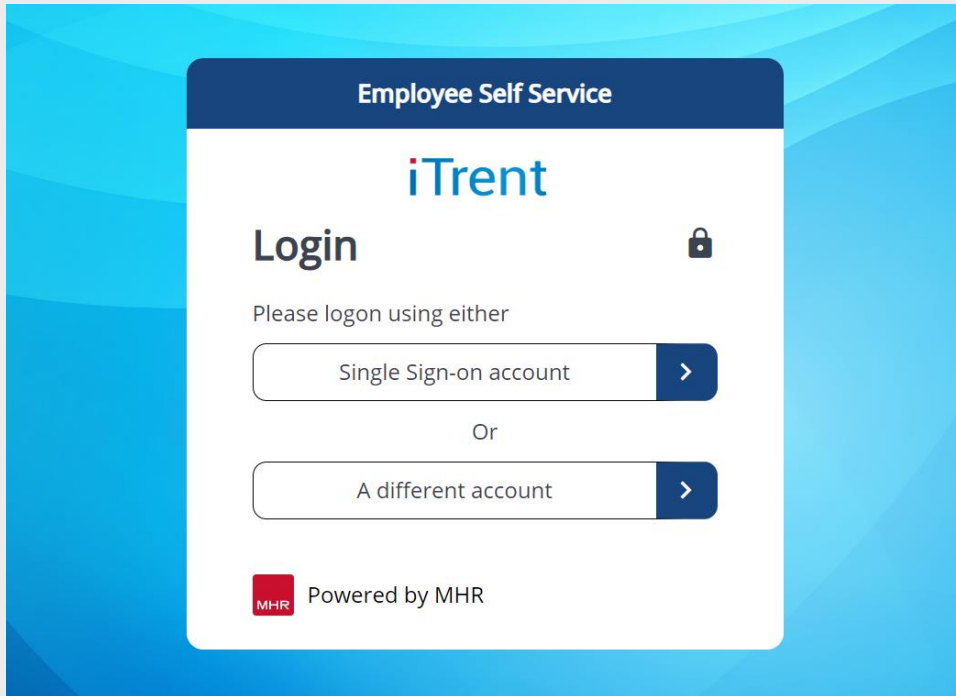 Employee Self Service
iTrent
Login
Please logon using either
Single Sign-on account
Or
A different account
MHR Powered by MHR